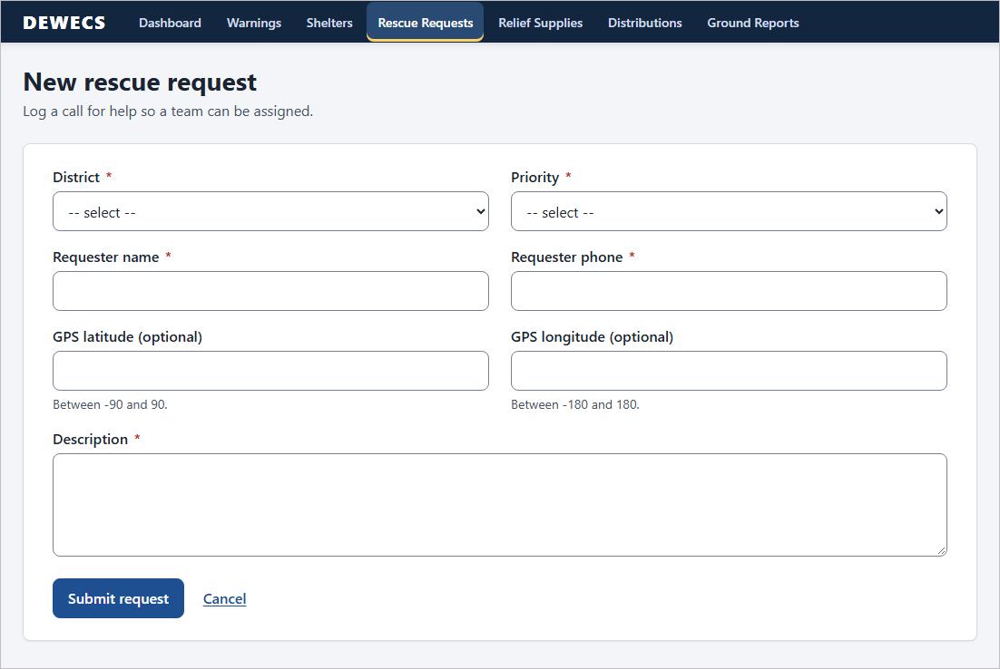 DEWECS Dashboard Warnings Shelters Rescue Requests Relief Supplies Distributions Ground Reports
New rescue request
Log a call for help so a team can be assigned.
District * Priority *
-- select -- -- select --
Requester name * Requester phone *
GPS latitude (optional) GPS longitude (optional)
Between -90 and 90. Between -180 and 180.
Description *
Submit request Cancel